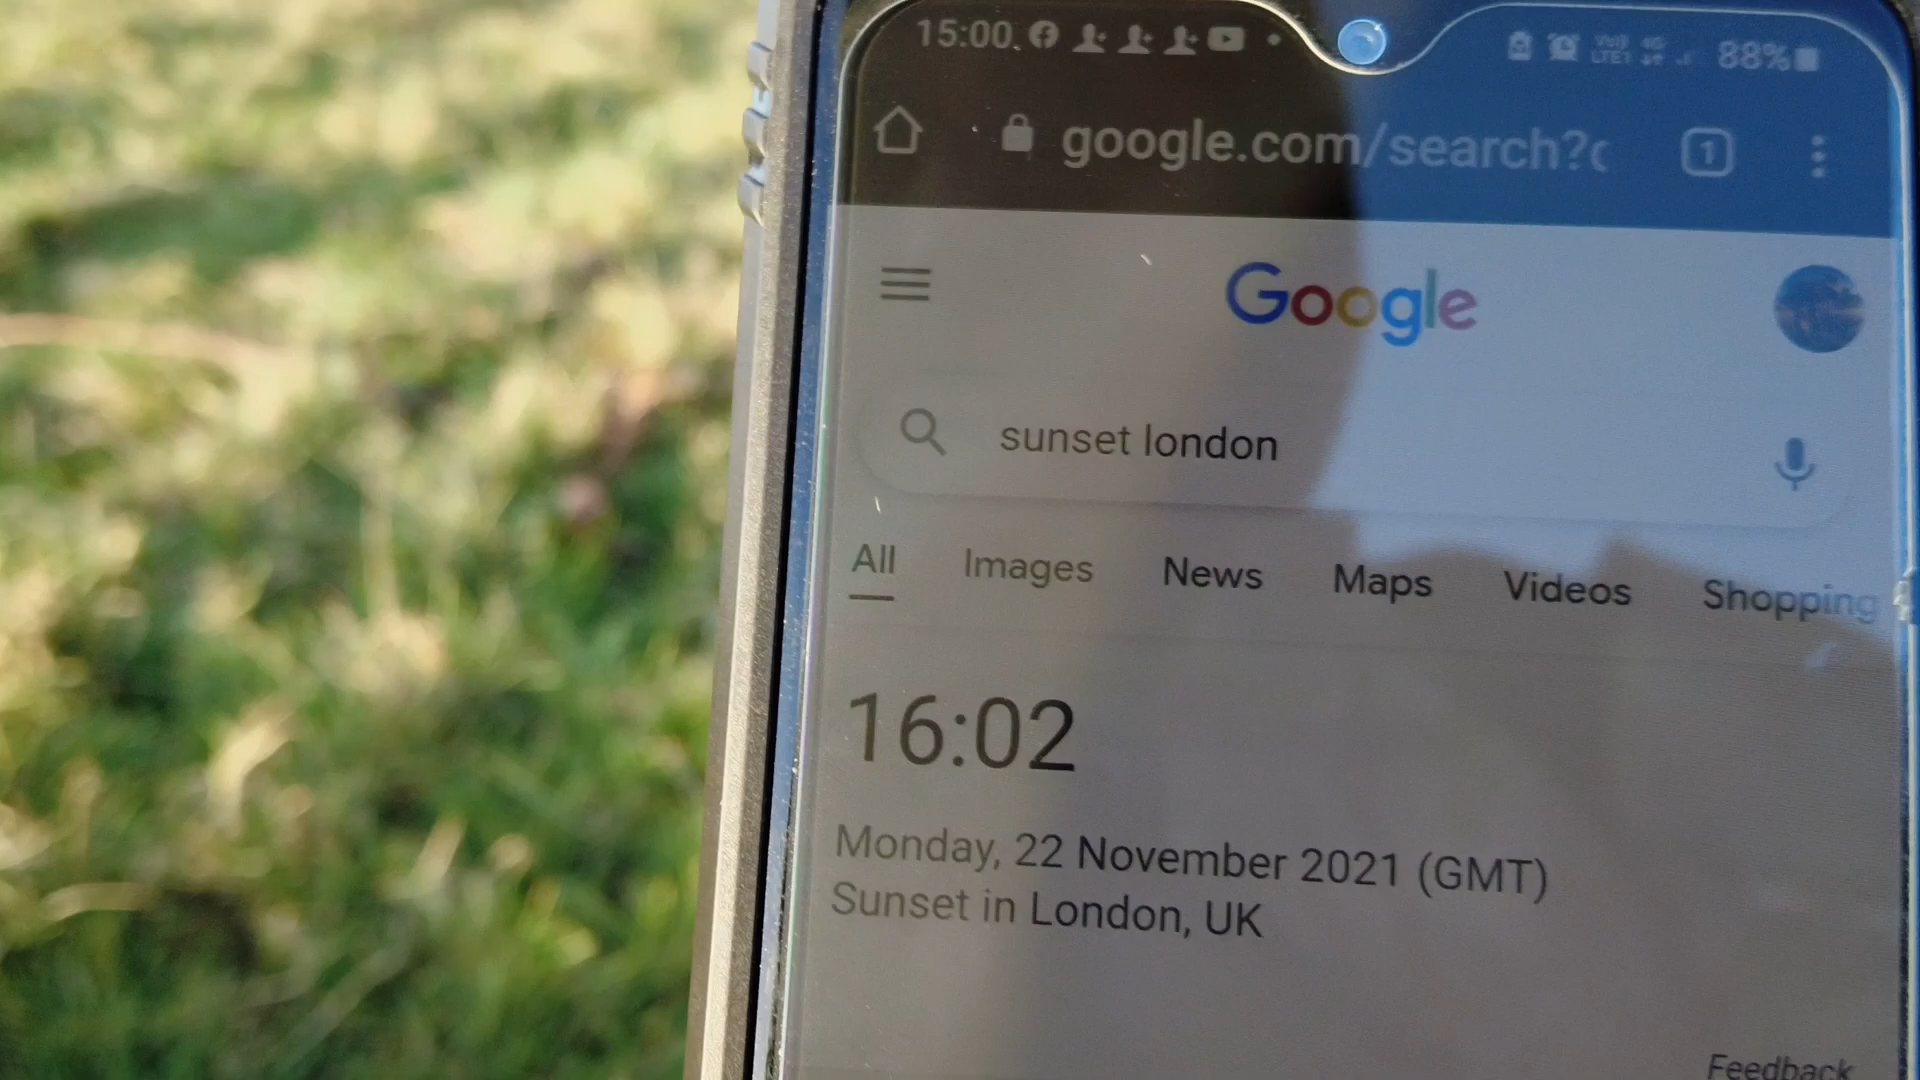 15:00
88%
google.com/search?
1
Google
sunset london
All Images News Maps Videos Shopping
16:02
Monday, 22 November 2021 (GMT)
Sunset in London, UK
Feedback